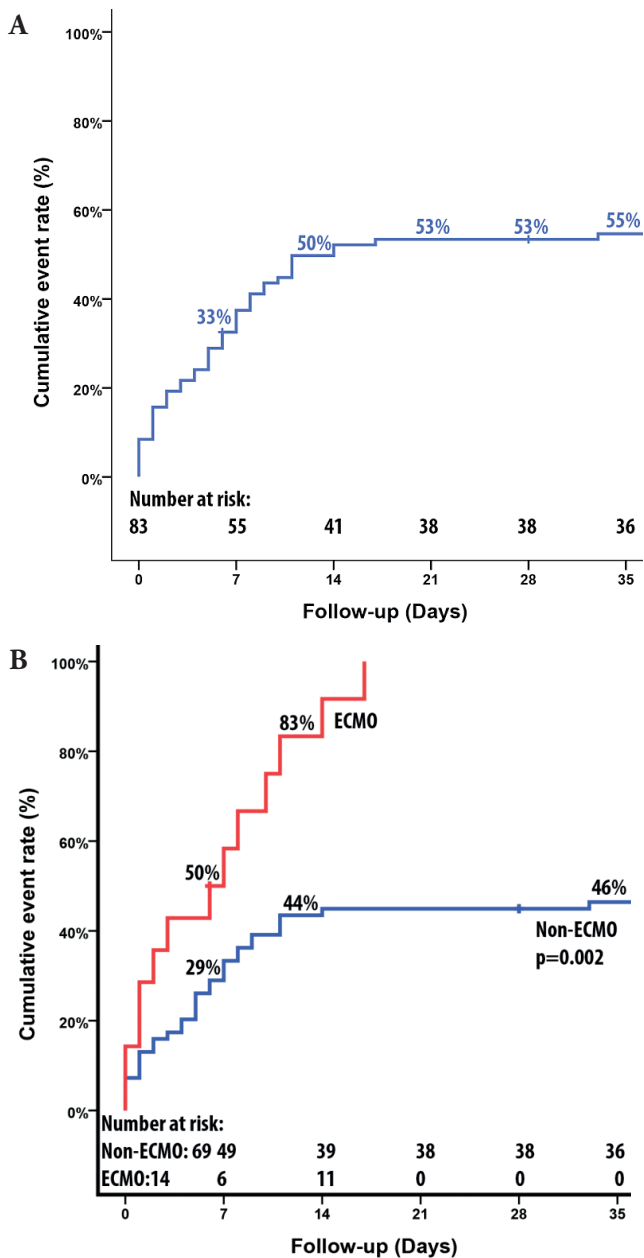 A
100%
80%
60%
40%
20%
0%
Cumulative event rate (%)
33%
50%
53%
53%
55%
Number at risk:
83 55 41 38 38 36
0 7 14 21 28 35
Follow-up (Days)
B
100%
80%
60%
40%
20%
0%
Cumulative event rate (%)
83%
ECMO
50%
44%
46%
29%
Non-ECMO
p=0.002
Number at risk:
Non-ECMO: 69 49 39 38 38 36
ECMO:14 6 11 0 0 0
0 7 14 21 28 35
Follow-up (Days)